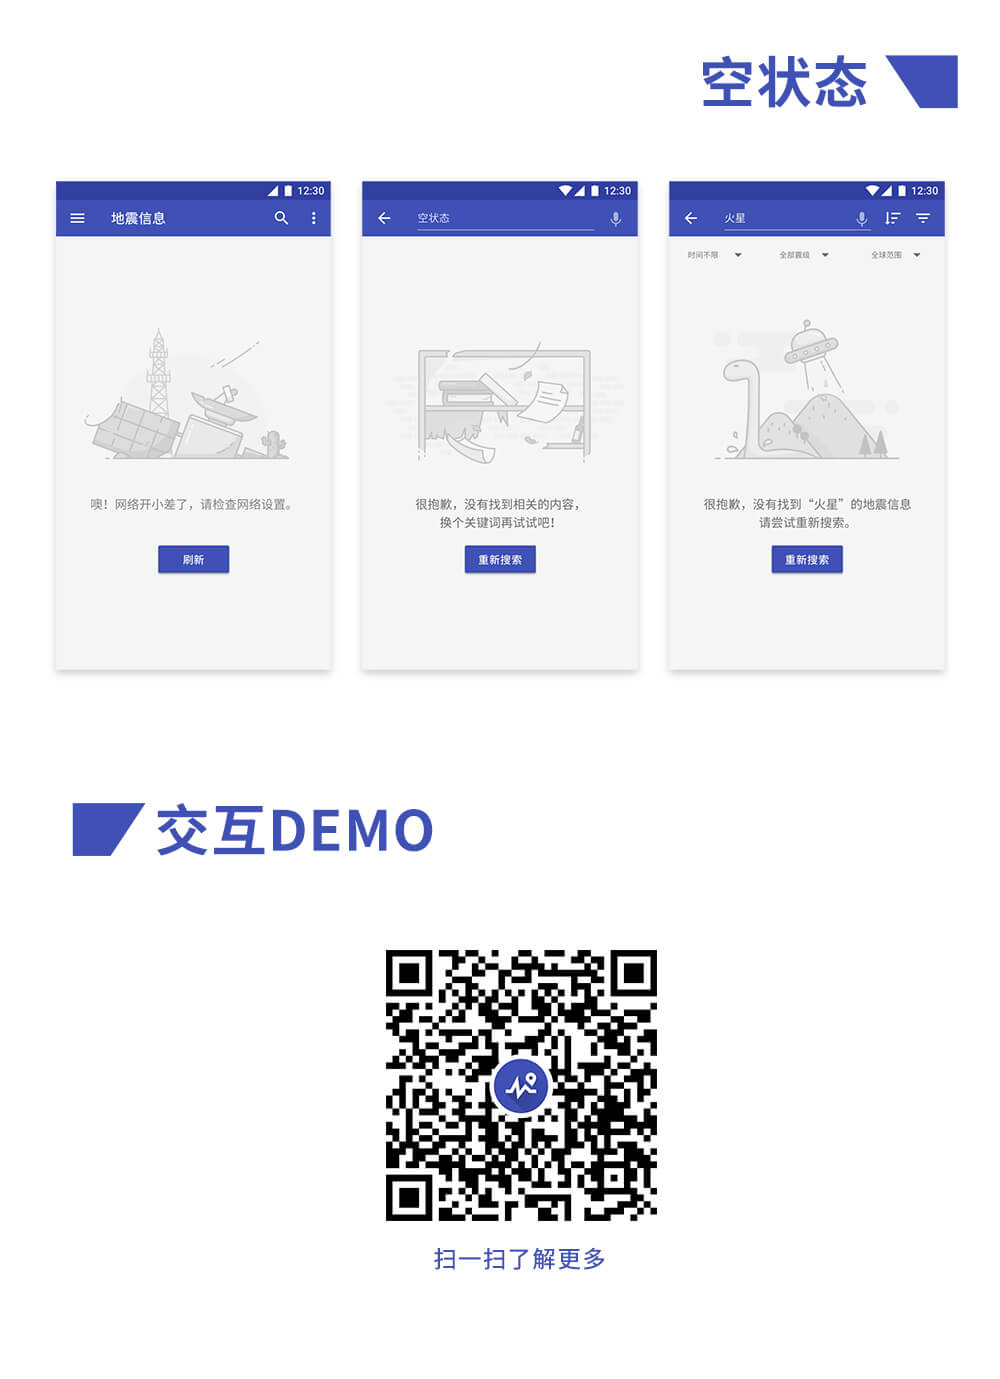 空状态
12:30
地震信息
噢！网络开小差了，请检查网络设置。
刷新
12:30
空状态
很抱歉，没有找到相关的内容，
换个关键词再试试吧！
重新搜索
12:30
火星
时间不限 全部震级 全球范围
很抱歉，没有找到“火星”的地震信息
请尝试重新搜索。
重新搜索
交互DEMO
扫一扫了解更多